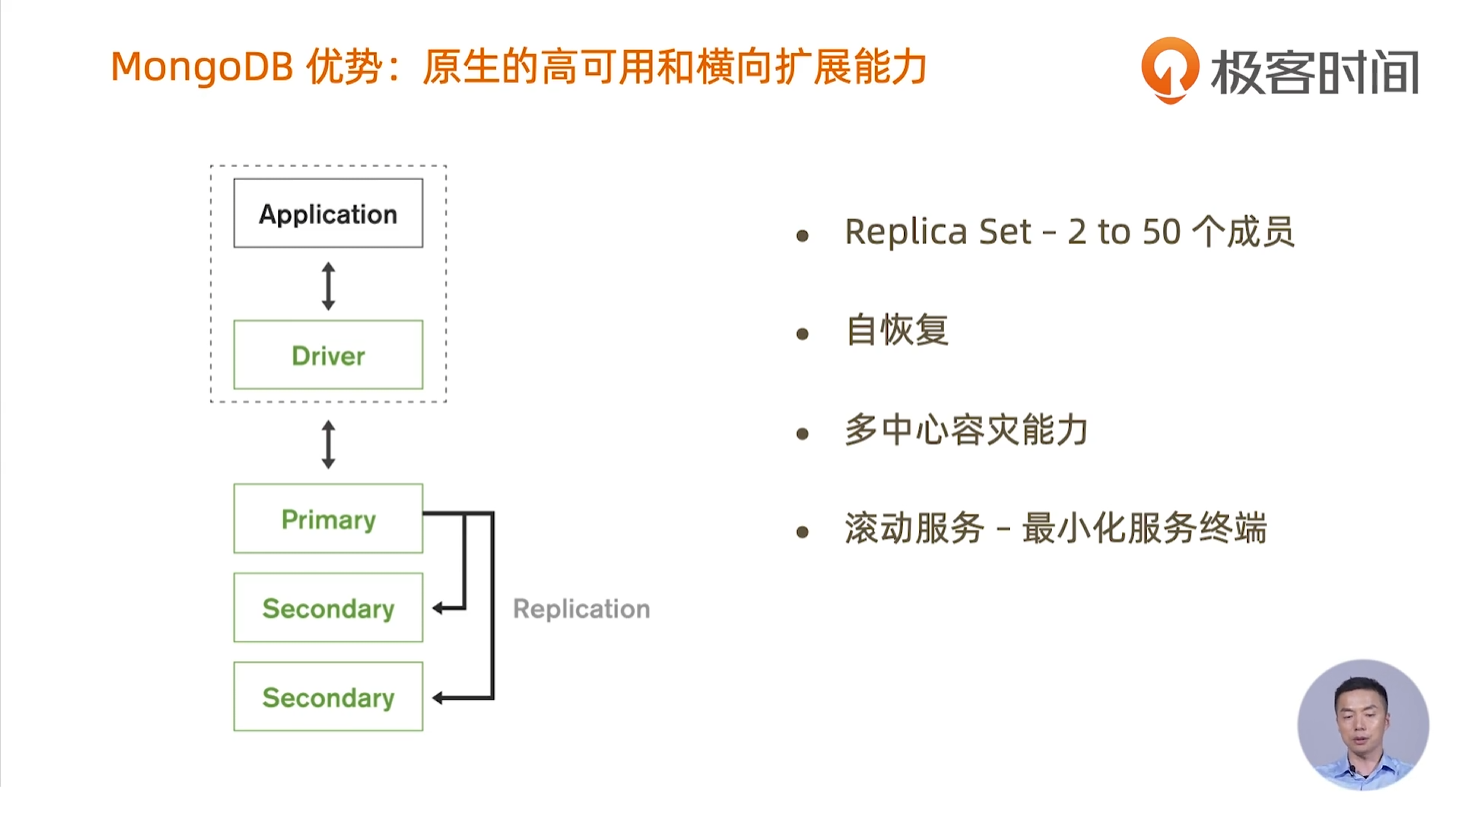 MongoDB 优势：原生的高可用和横向扩展能力
极客时间
Application
Driver
Primary
Secondary
Replication
Secondary
Replica Set – 2 to 50 个成员
自恢复
多中心容灾能力
滚动服务 – 最小化服务终端